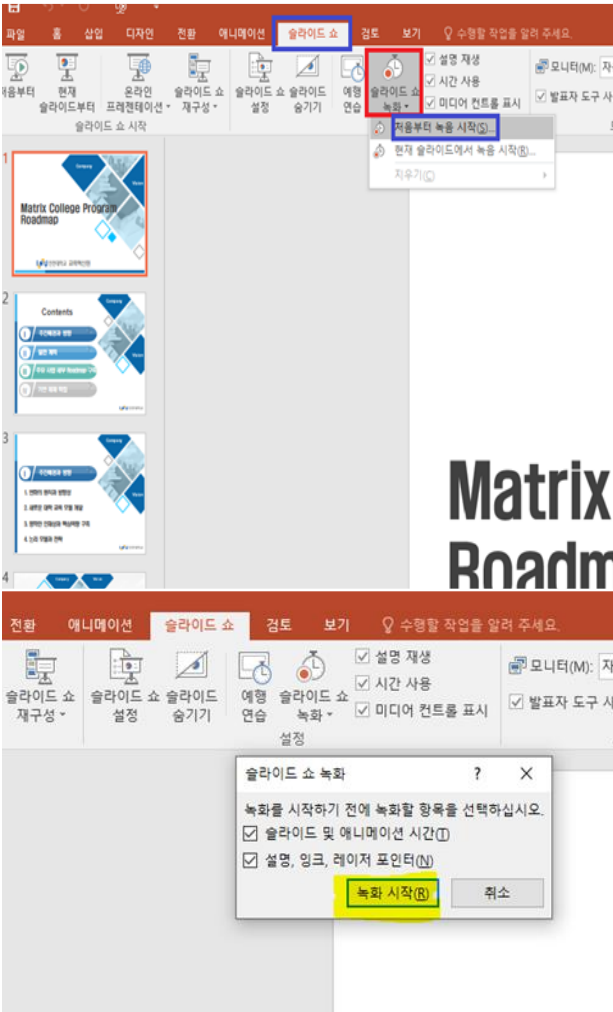 파일 홈 삽입 디자인 전환 애니메이션 슬라이드 쇼 검토 보기 수행할 작업을 알려 주세요.
처음부터 현재 슬라이드부터 온라인 프레젠테이션 슬라이드 쇼 재구성 슬라이드 쇼 설정 슬라이드 숨기기 예행 연습 슬라이드 쇼 녹화
설명 재생
시간 사용
미디어 컨트롤 표시
모니터(M): 자
발표자 도구 사
슬라이드 쇼 시작
처음부터 녹음 시작(S)...
현재 슬라이드에서 녹음 시작(R)...
지우기(C)
1
Matrix College Program
Roadmap
2
Contents
3
4
Matrix
Roadm
전환 애니메이션 슬라이드 쇼 검토 보기 수행할 작업을 알려 주세요.
슬라이드 쇼 재구성 슬라이드 쇼 설정 슬라이드 숨기기 예행 연습 슬라이드 쇼 녹화
설명 재생
시간 사용
미디어 컨트롤 표시
모니터(M): 자
발표자 도구 사
설정
슬라이드 쇼 녹화 ? ×
녹화를 시작하기 전에 녹화할 항목을 선택하십시오.
슬라이드 및 애니메이션 시간(T)
설명, 잉크, 레이저 포인터(N)
녹화 시작(R) 취소